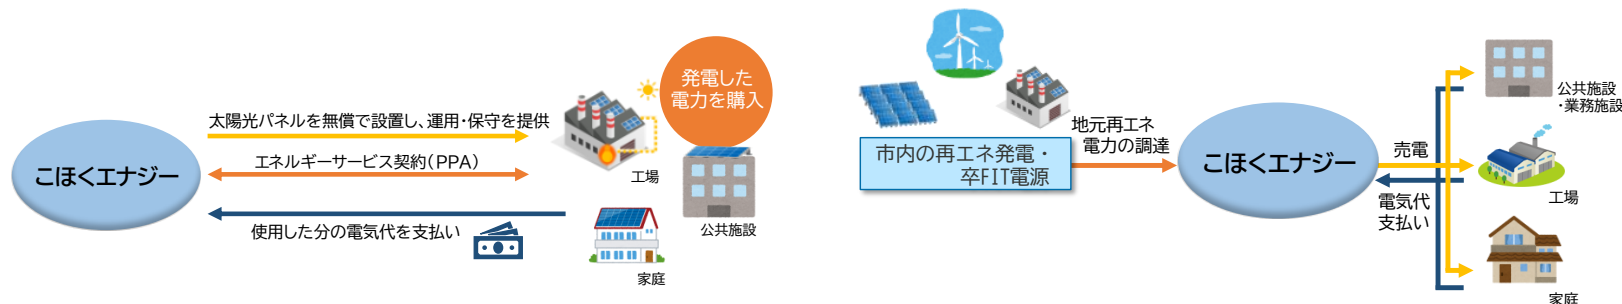 発電した
電力を購入
太陽光パネルを無償で設置し、運用・保守を提供
こほくエナジー
エネルギーサービス契約(PPA)
工場
使用した分の電気代を支払い
公共施設
家庭
地元再エネ
電力の調達
市内の再エネ発電・
卒FIT電源
こほくエナジー
売電
電気代
支払い
公共施設
・業務施設
工場
家庭